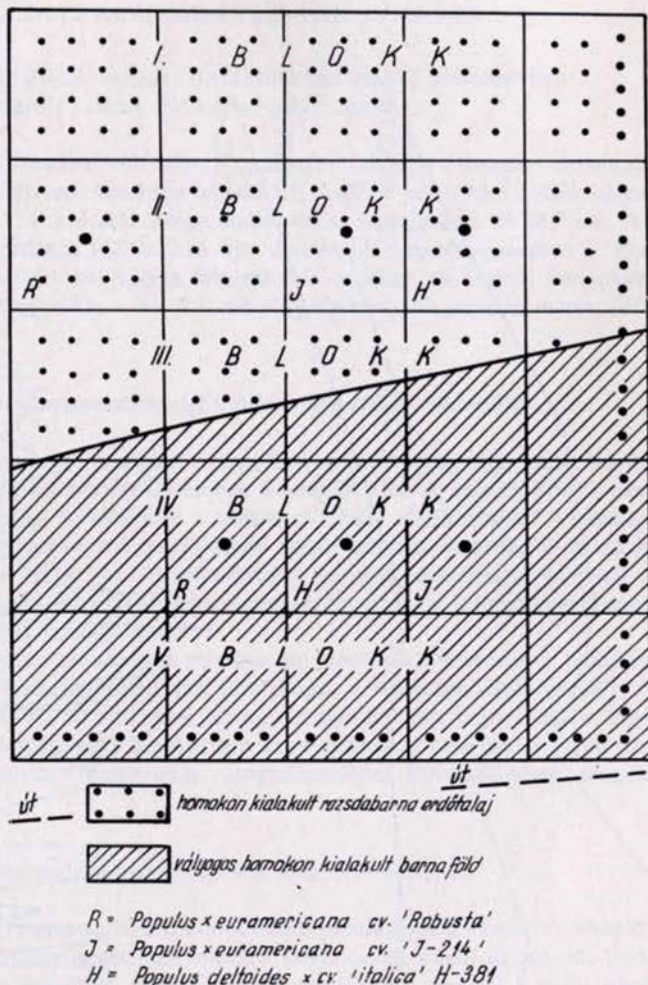 I. B L O K K
II. B L O K K
R J H
III. B L O K K
IV. B L O K K
R H J
V. B L O K K
út
út homokon kialakult rozsdabarna erdőtalaj
vályogos homokon kialakult barna föld
R = Populus × euramericana cv. 'Robusta'
J = Populus × euramericana cv. 'J-214'
H = Populus deltoides × cv. 'italica' H-381